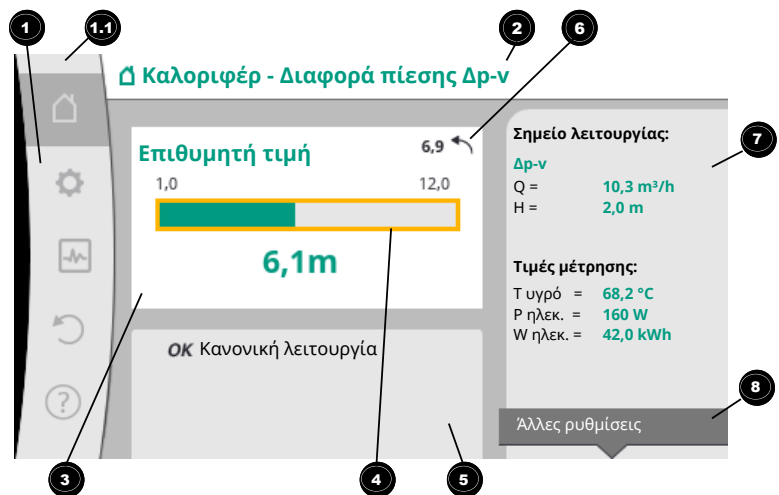 1
1.1
2
6
Καλοριφέρ - Διαφορά πίεσης Δp-v
Επιθυμητή τιμή
6,9
1,0
12,0
6,1m
OK Κανονική λειτουργία
Σημείο λειτουργίας:
7
Δp-v
Q = 10,3 m³/h
H = 2,0 m
Τιμές μέτρησης:
T υγρό = 68,2 °C
P ηλεκ. = 160 W
W ηλεκ. = 42,0 kWh
8
Άλλες ρυθμίσεις
?
3
4
5